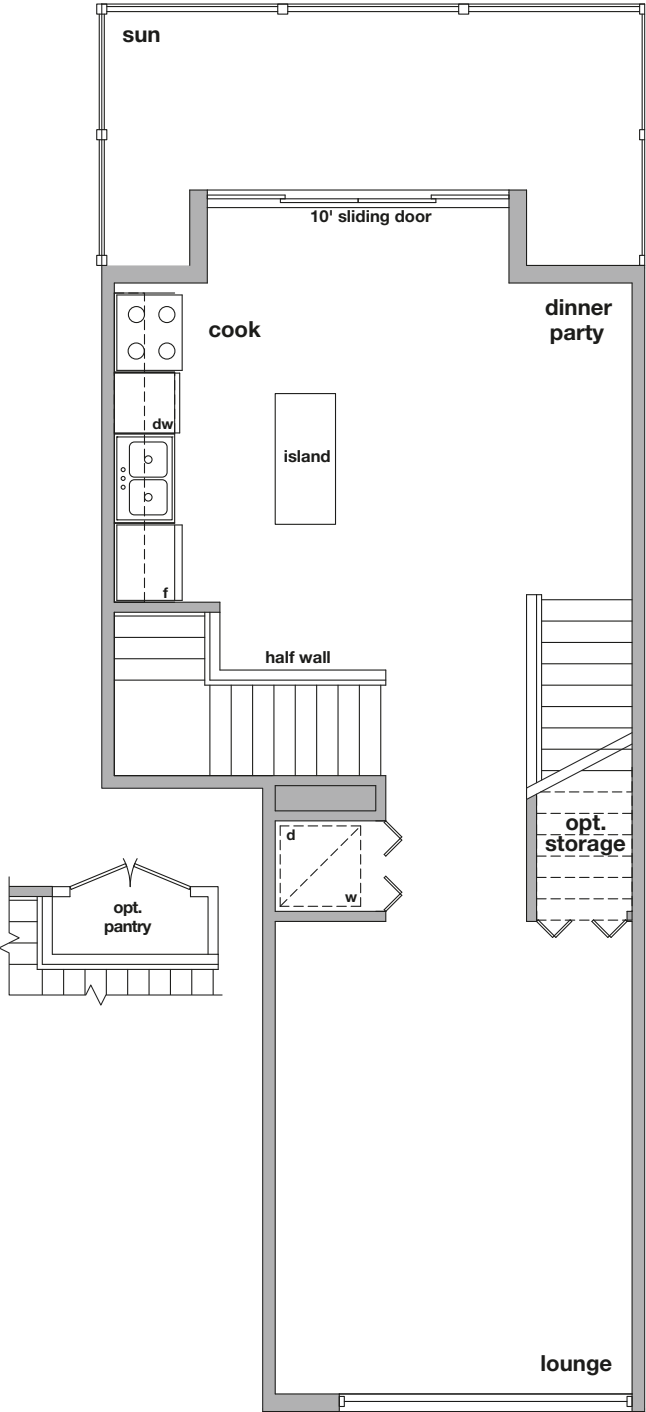 sun
10' sliding door
cook
dinner
party
dw
island
f
half wall
d
w
opt.
storage
opt.
pantry
lounge